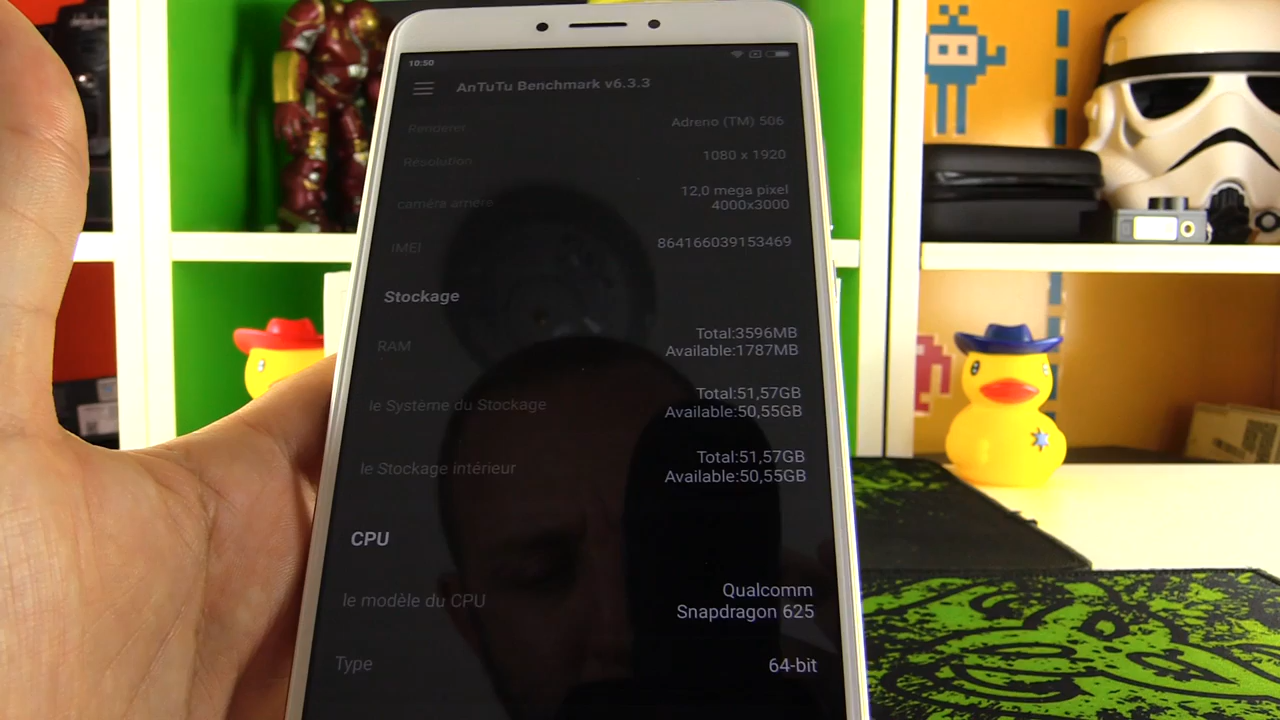 10:50
AnTuTu Benchmark v6.3.3
Renderer
Adreno (TM) 506
Résolution
1080 x 1920
caméra arrière
12,0 mega pixel
4000x3000
IMEI
864166039153469
Stockage
RAM
Total:3596MB
Available:1787MB
le Système du Stockage
Total:51,57GB
Available:50,55GB
le Stockage intérieur
Total:51,57GB
Available:50,55GB
CPU
le modèle du CPU
Qualcomm
Snapdragon 625
Type
64-bit